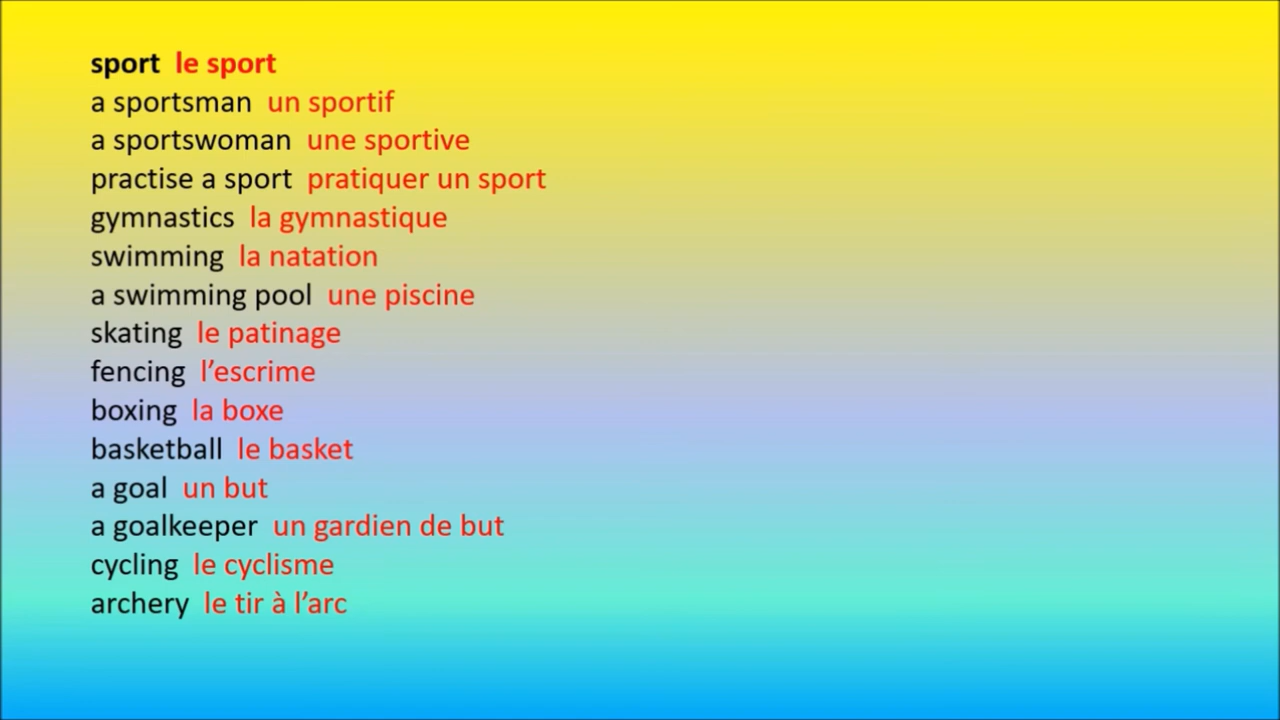 sport le sport
a sportsman un sportif
a sportswoman une sportive
practise a sport pratiquer un sport
gymnastics la gymnastique
swimming la natation
a swimming pool une piscine
skating le patinage
fencing l’escrime
boxing la boxe
basketball le basket
a goal un but
a goalkeeper un gardien de but
cycling le cyclisme
archery le tir à l’arc